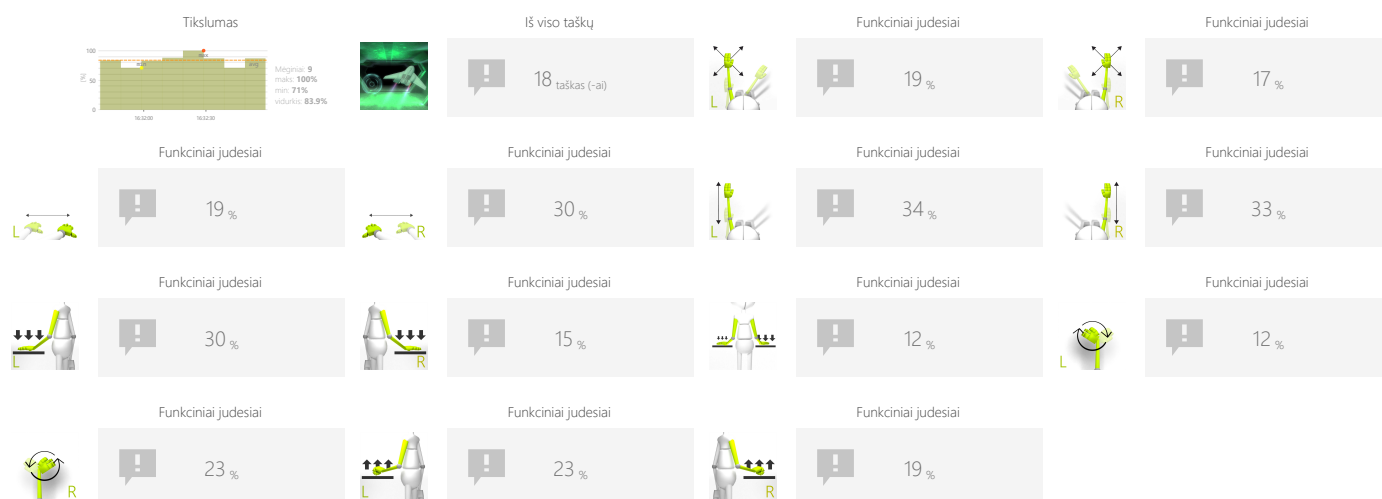 Tikslumas
Iš viso taškų
Funkciniai judesiai
Funkciniai judesiai
100
50
0
[%]
min
max
avg
16:32:00
16:32:30
Mėginiai: 9
maks: 100%
min: 71%
vidurkis: 83.9%
18 taškas (-ai)
L
19 %
R
17 %
Funkciniai judesiai
Funkciniai judesiai
Funkciniai judesiai
Funkciniai judesiai
L
19 %
R
30 %
L
34 %
R
33 %
Funkciniai judesiai
Funkciniai judesiai
Funkciniai judesiai
Funkciniai judesiai
L
30 %
R
15 %
12 %
L
12 %
Funkciniai judesiai
Funkciniai judesiai
Funkciniai judesiai
R
23 %
L
23 %
R
19 %